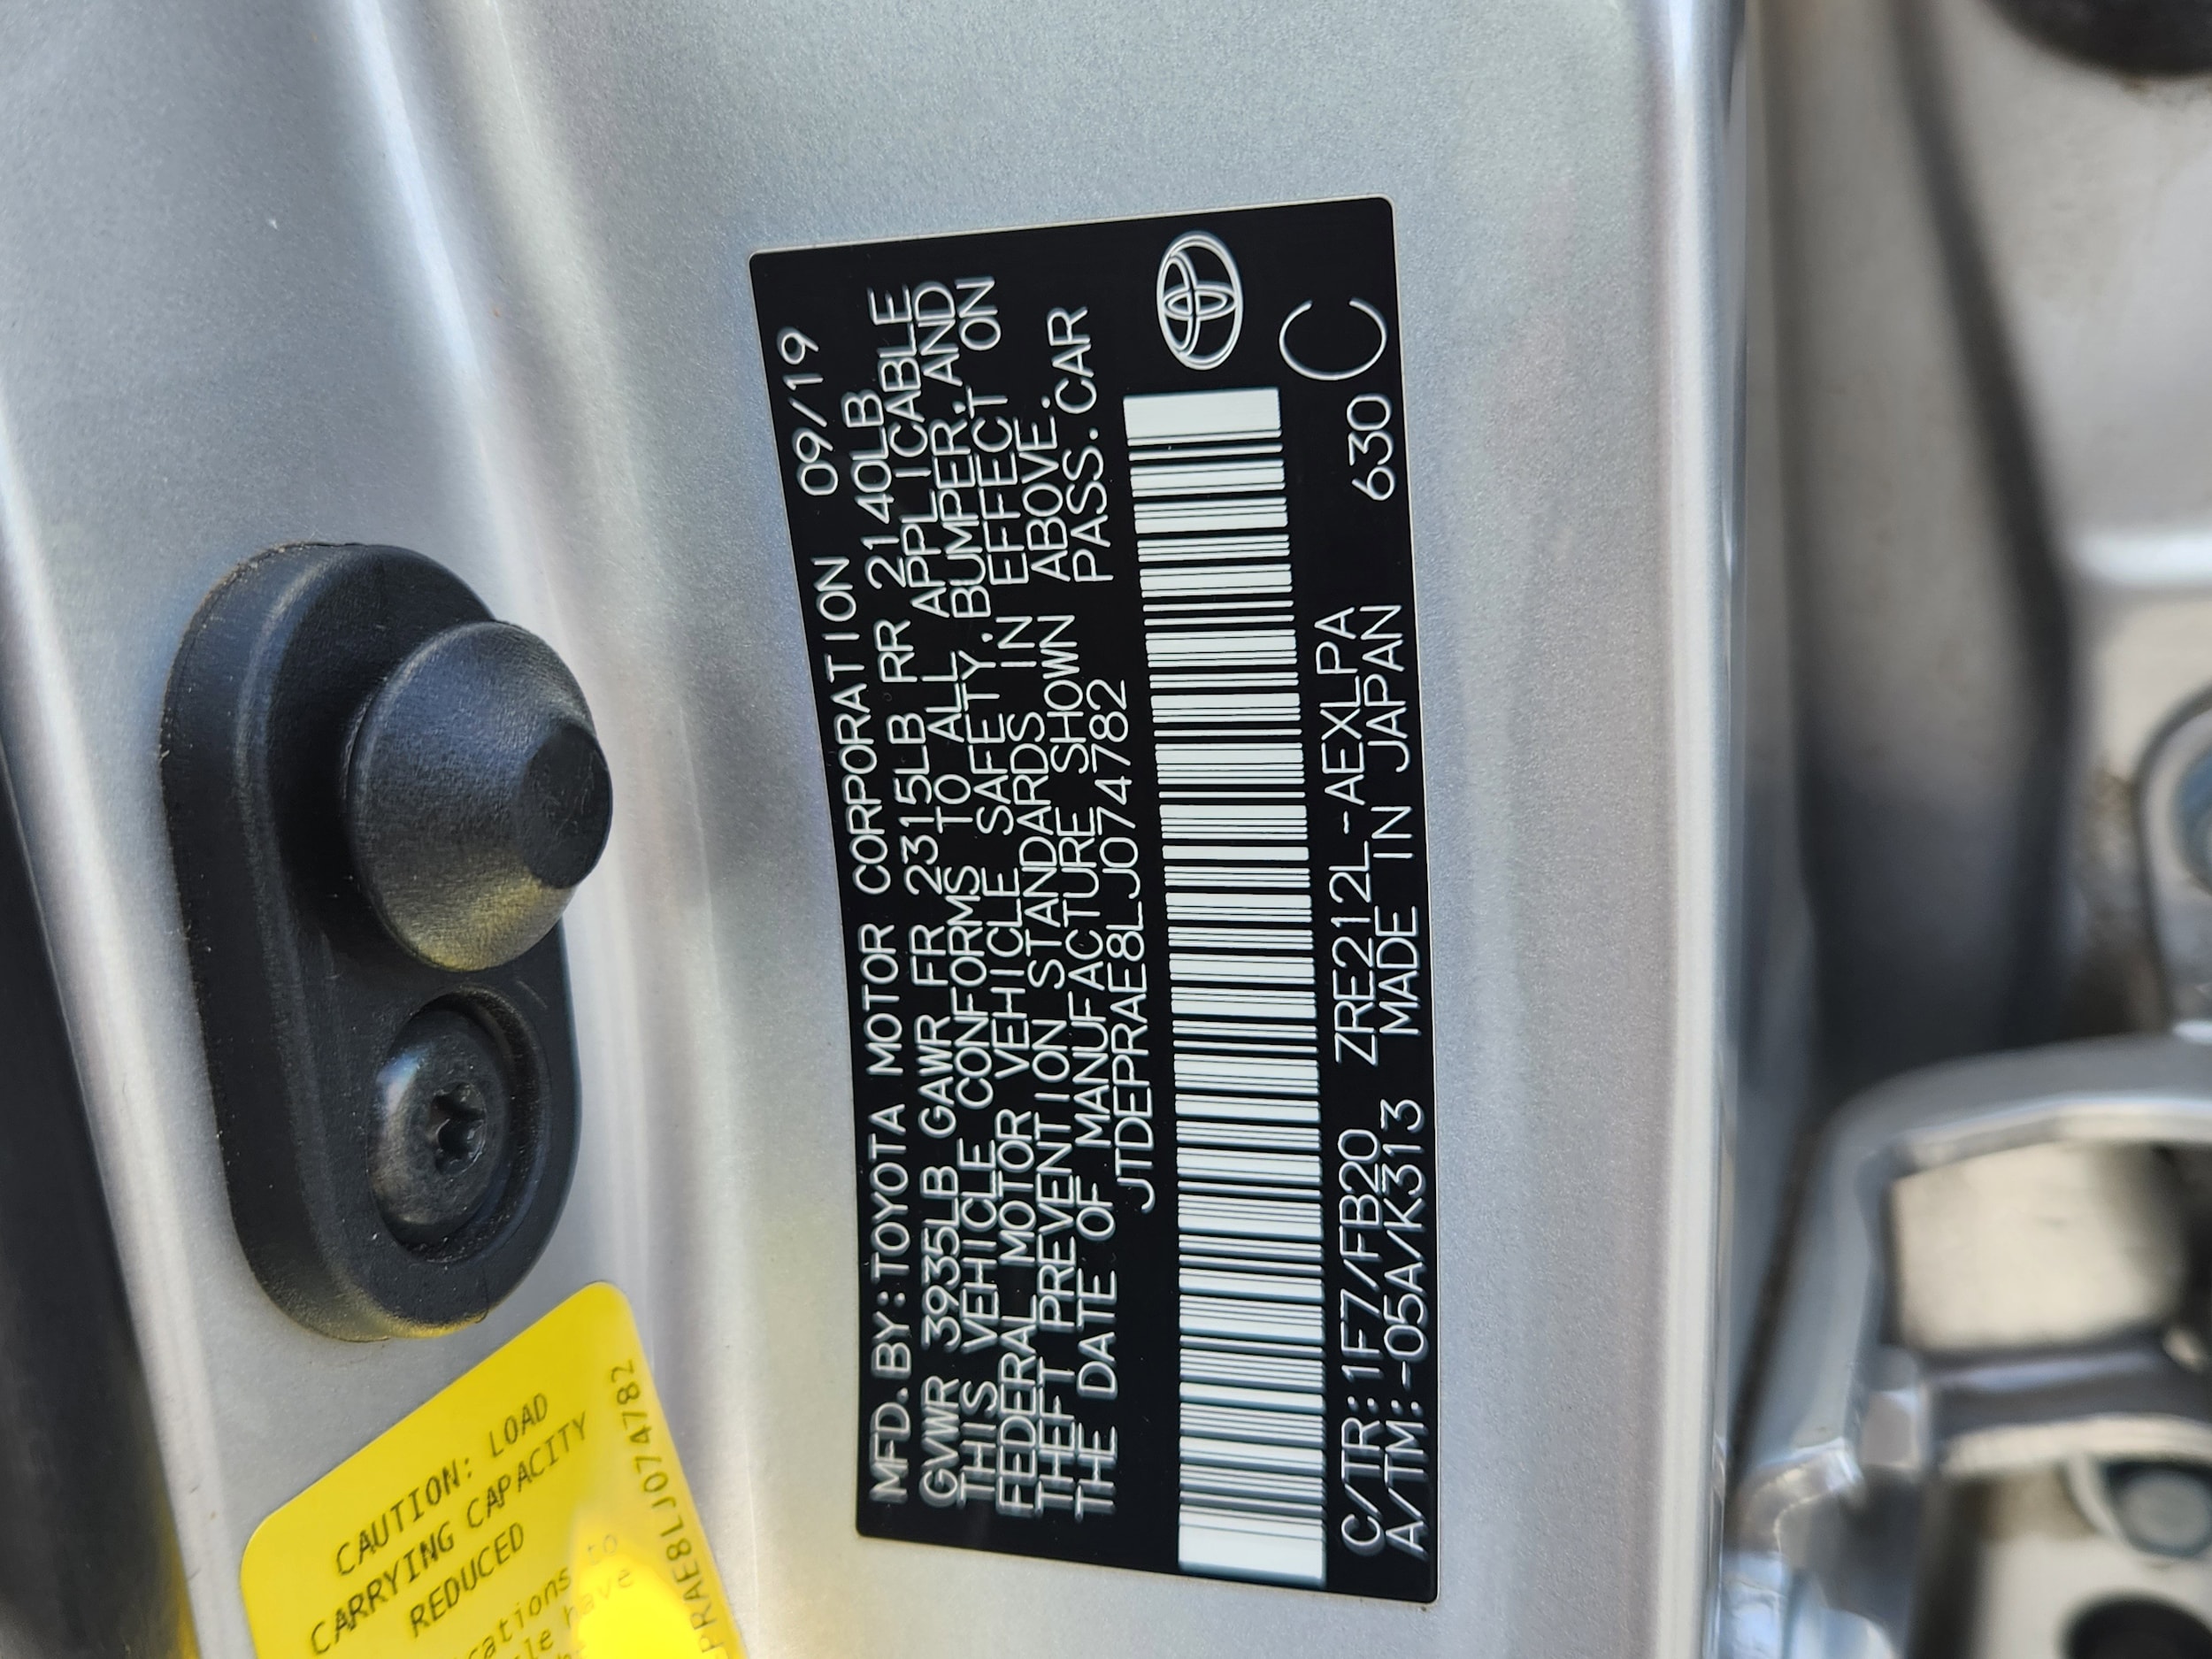 MFD.BY:TOYOTA MOTOR CORPORATION 09/19
GVWR 3935LB GAWR FR 2315LB RR 2140LB
THIS VEHICLE CONFORMS TO ALL APPLICABLE
FEDERAL MOTOR VEHICLE SAFETY, BUMPER, AND
THEFT PREVENTION STANDARDS IN EFFECT ON
THE DATE OF MANUFACTURE SHOWN ABOVE.
JTDEPRAE8LJ074782 PASS.CAR
C/TR:1F7/FB20 ZRE212L-AEXLPA 630
A/TM:-05A/K313 MADE IN JAPAN
C
CAUTION: LOAD
CARRYING CAPACITY
REDUCED
to
have
PRAE8LJ074782